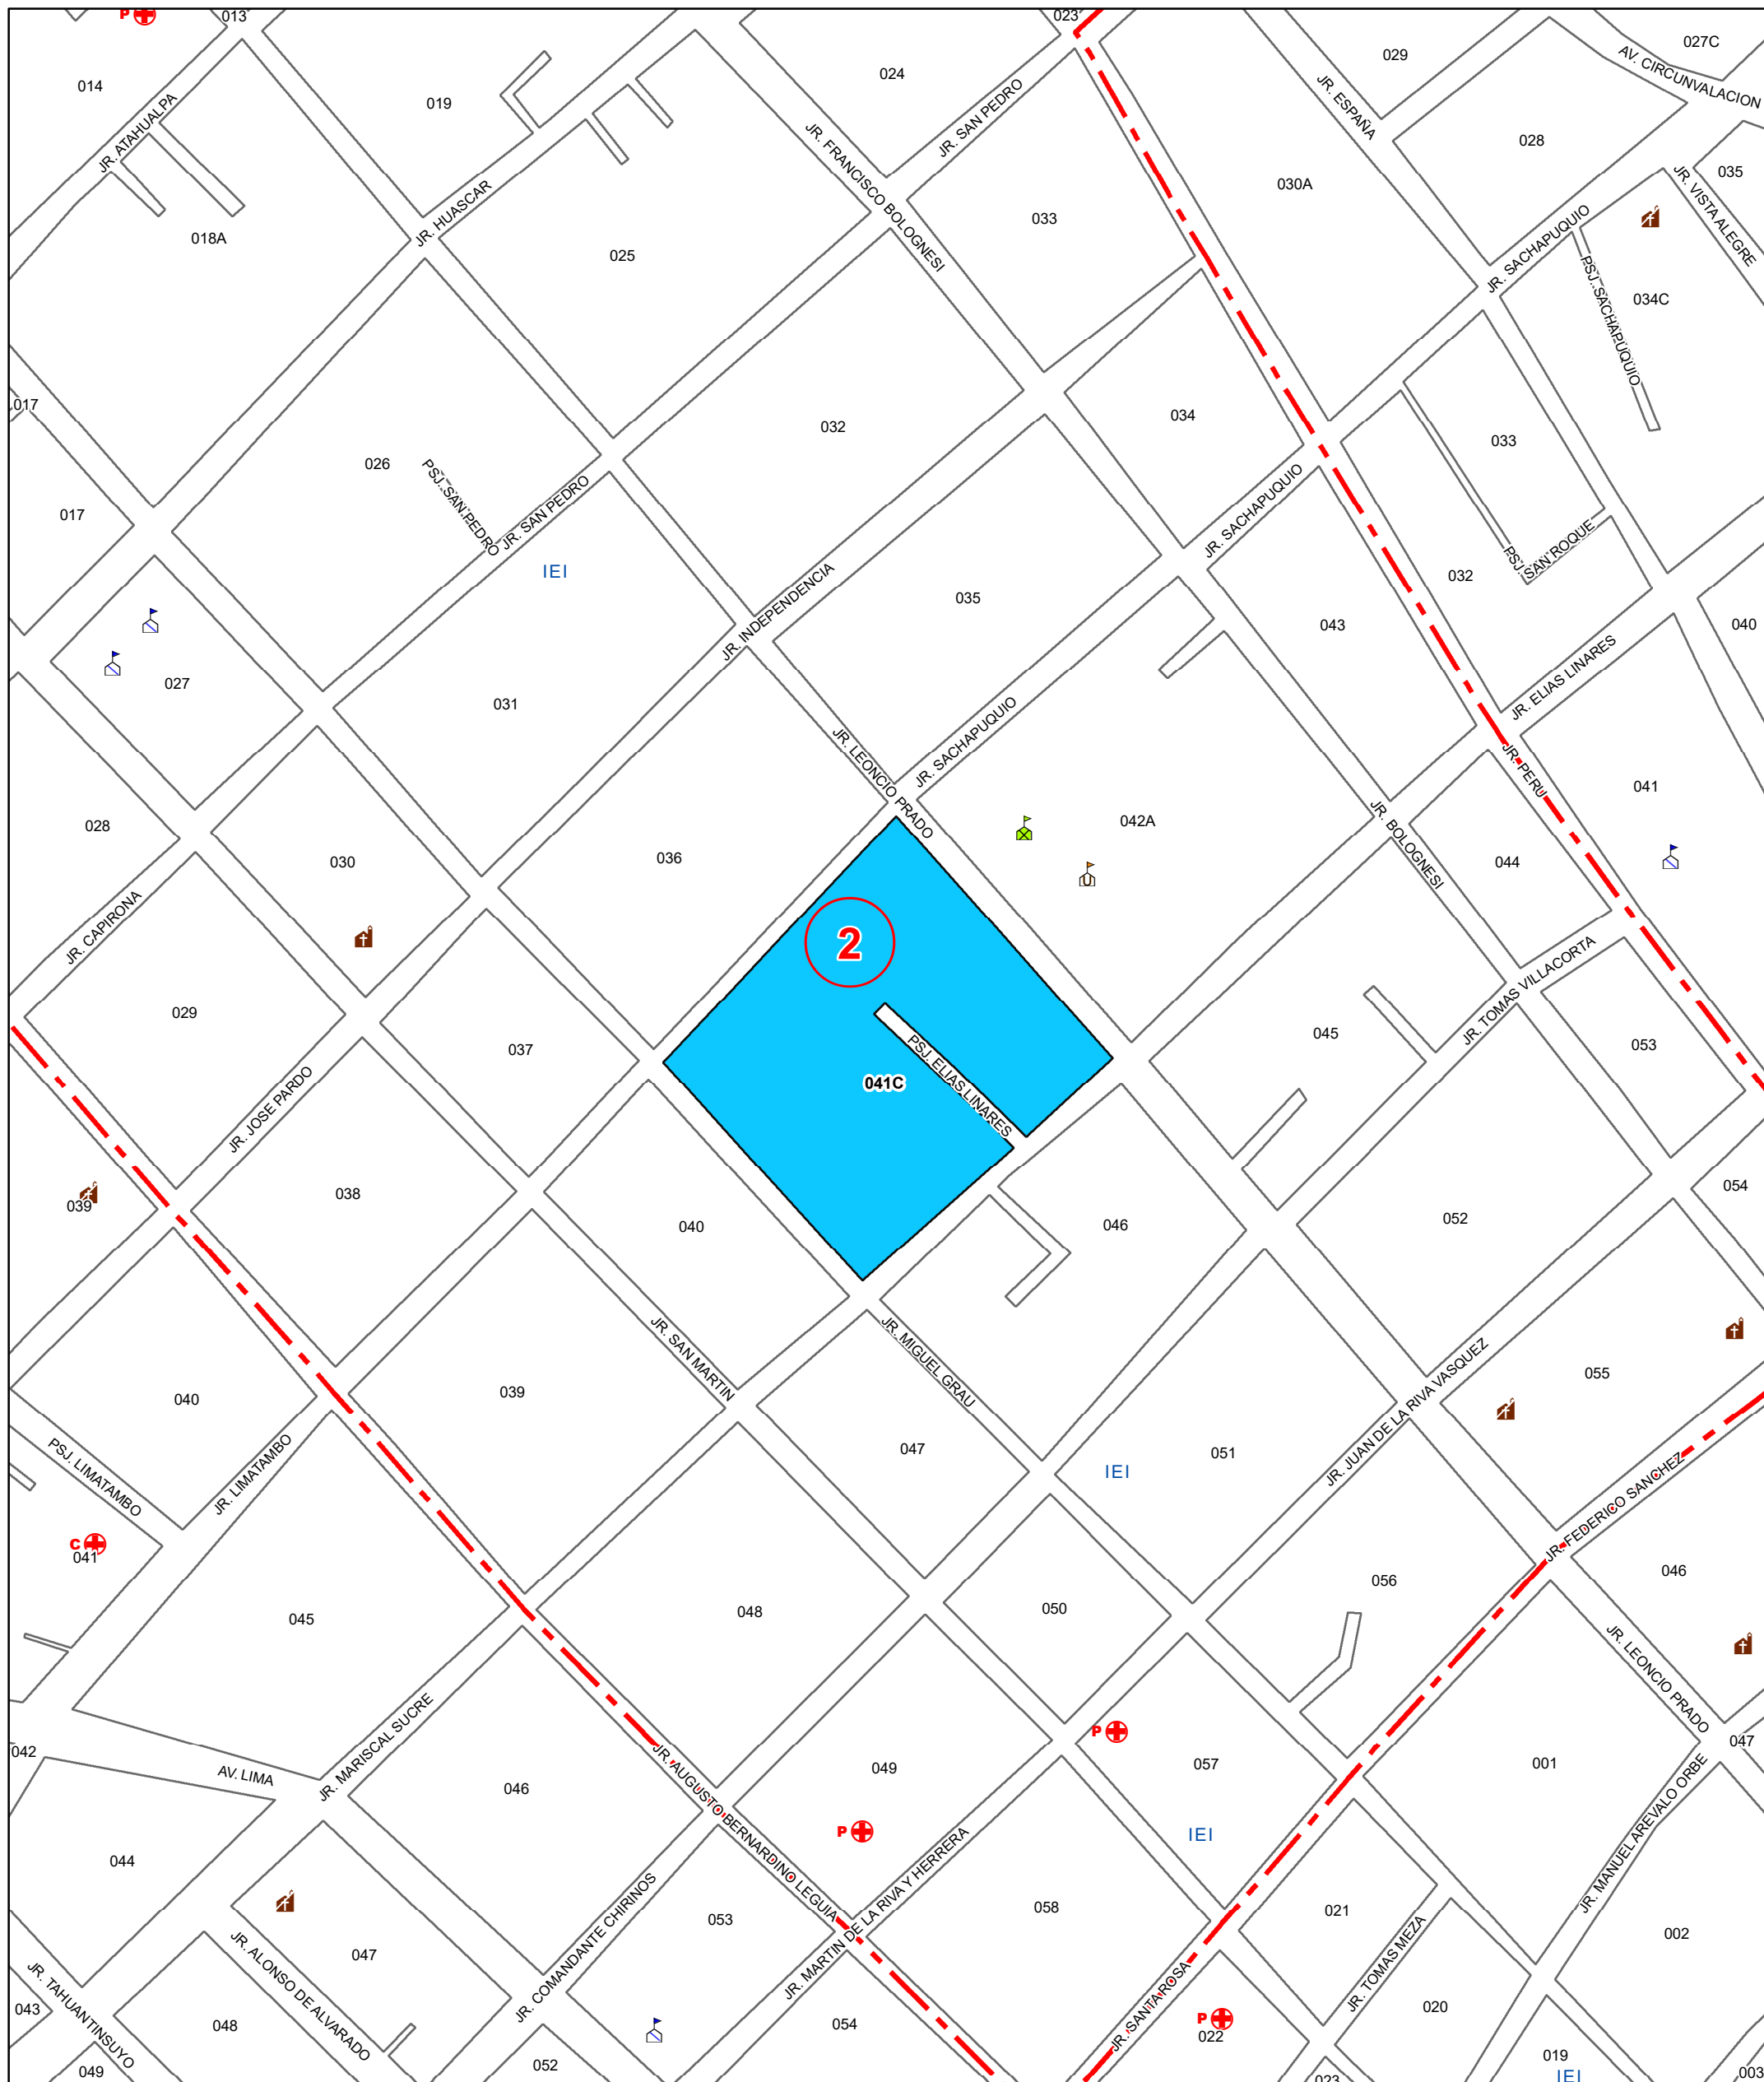 P
013
023
027C
014
019
024
029
AV. CIRCUNVALACION
JR. ATAHUALPA
JR. SAN PEDRO
JR. ESPAÑA
028
035
JR. HUASCAR
JR. FRANCISCO BOLOGNESI
030A
JR. VISTA ALEGRE
018A
025
033
JR. SACHAPUQUIO
PSJ. SACHAPUQUIO
034C
017
026
032
034
033
PSJ. SAN PEDRO
JR. SAN PEDRO
017
JR. SACHAPUQUIO
PSJ. SAN ROQUE
IEI
032
JR. INDEPENDENCIA
035
043
040
027
031
JR. ELIAS LINARES
JR. LEONCIO PRADO
JR. SACHAPUQUIO
JR. PERU
041
028
030
036
042A
U
JR. BOLOGNESI
044
JR. CAPIRONA
2
JR. TOMAS VILLACORTA
029
037
045
053
PSJ. ELIAS LINARES
041C
JR. JOSE PARDO
039
038
040
046
052
054
JR. SAN MARTIN
JR. MIGUEL GRAU
JR. JUAN DE LA RIVA VASQUEZ
055
040
039
047
051
IEI
PSJ. LIMATAMBO
JR. LIMATAMBO
JR. FEDERICO SANCHEZ
C
041
045
048
050
056
046
JR. LEONCIO PRADO
JR. MARISCAL SUCRE
P
042
AV. LIMA
JR. AUGUSTO BERNARDINO LEGUIA
046
049
057
001
047
JR. MANUEL AREVALO ORBE
P
IEI
044
JR. COMANDANTE CHIRINOS
JR. MARTIN DE LA RIVA Y HERRERA
053
058
021
002
047
JR. ALONSO DE ALVARADO
JR. TOMAS MEZA
JR. TAHUANTINSUYO
JR. SANTA ROSA
043
048
054
P
022
020
049
052
023
019
IEI
003